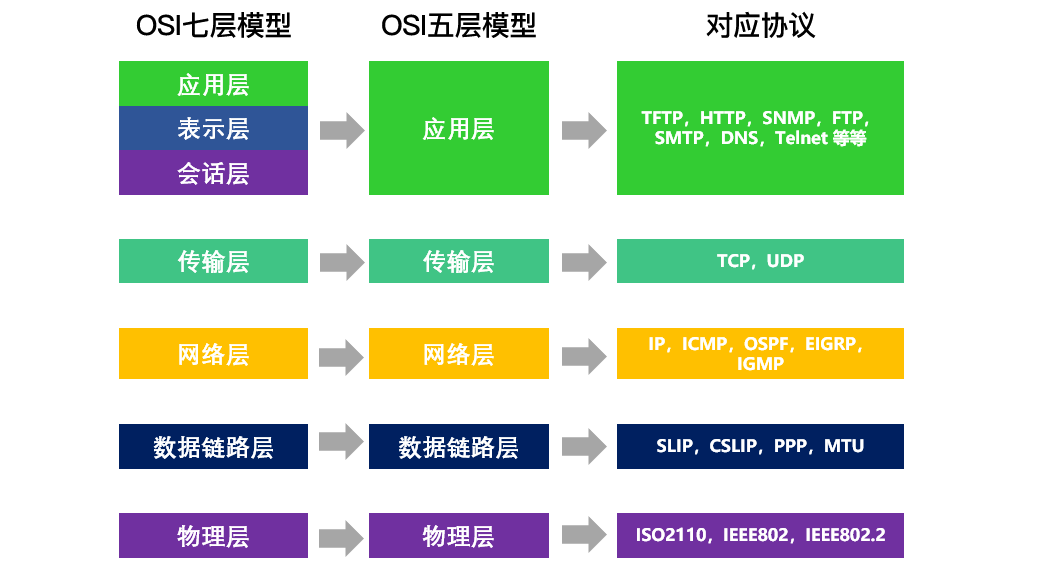 OSI七层模型
OSI五层模型
对应协议
应用层
表示层
会话层
应用层
TFTP，HTTP，SNMP，FTP，
SMTP，DNS，Telnet 等等
传输层
传输层
TCP，UDP
网络层
网络层
IP，ICMP，OSPF，EIGRP，
IGMP
数据链路层
数据链路层
SLIP，CSLIP，PPP，MTU
物理层
物理层
ISO2110，IEEE802，IEEE802.2